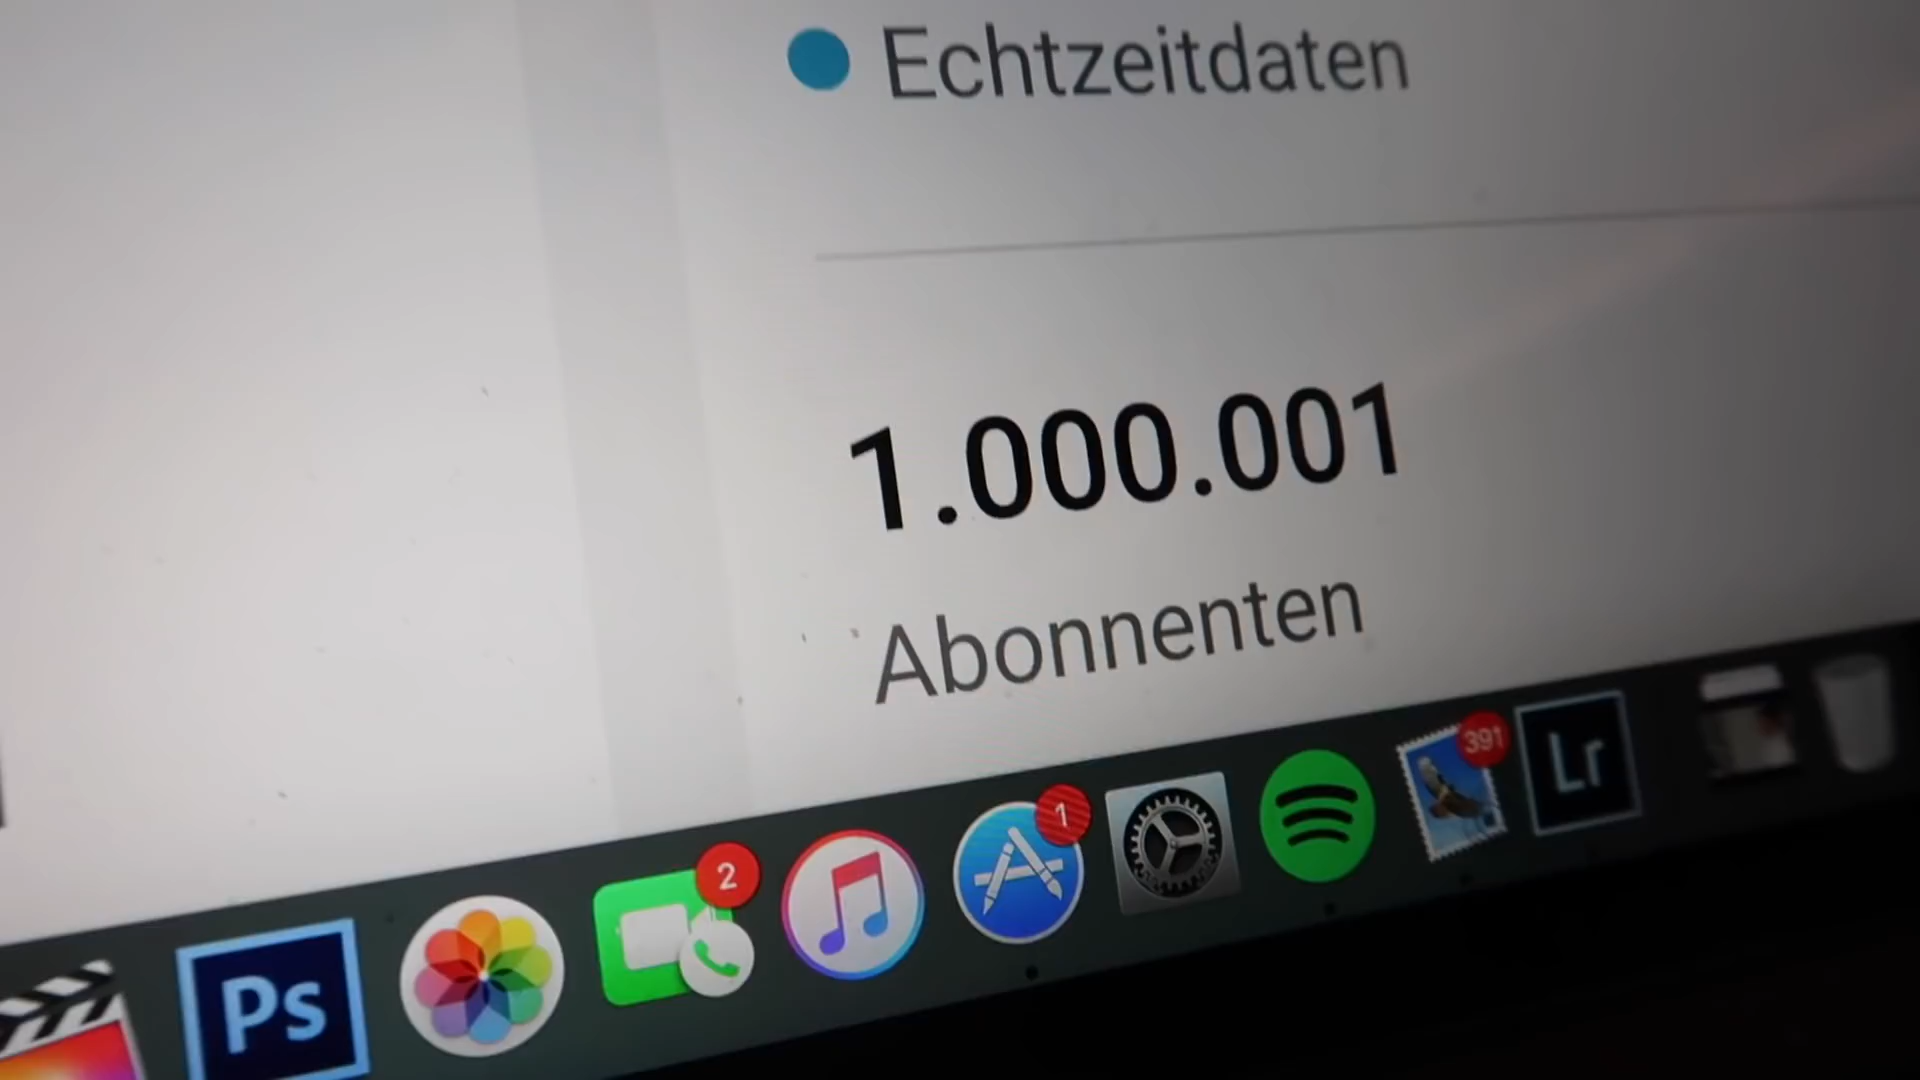 Echtzeitdaten
1.000.001
Abonnenten
391
Lr
1
2
Ps